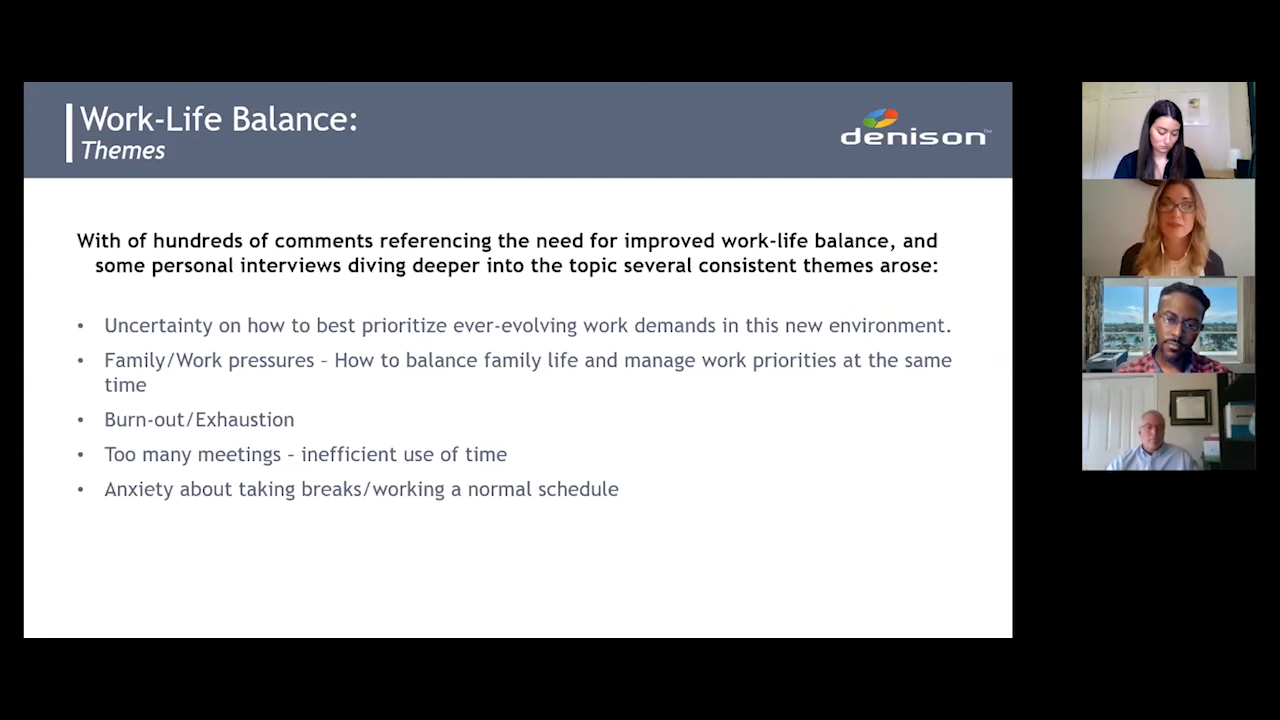 Work-Life Balance:
Themes
denison™
With of hundreds of comments referencing the need for improved work-life balance, and
some personal interviews diving deeper into the topic several consistent themes arose:
• Uncertainty on how to best prioritize ever-evolving work demands in this new environment.
• Family/Work pressures – How to balance family life and manage work priorities at the same
time
• Burn-out/Exhaustion
• Too many meetings – inefficient use of time
• Anxiety about taking breaks/working a normal schedule